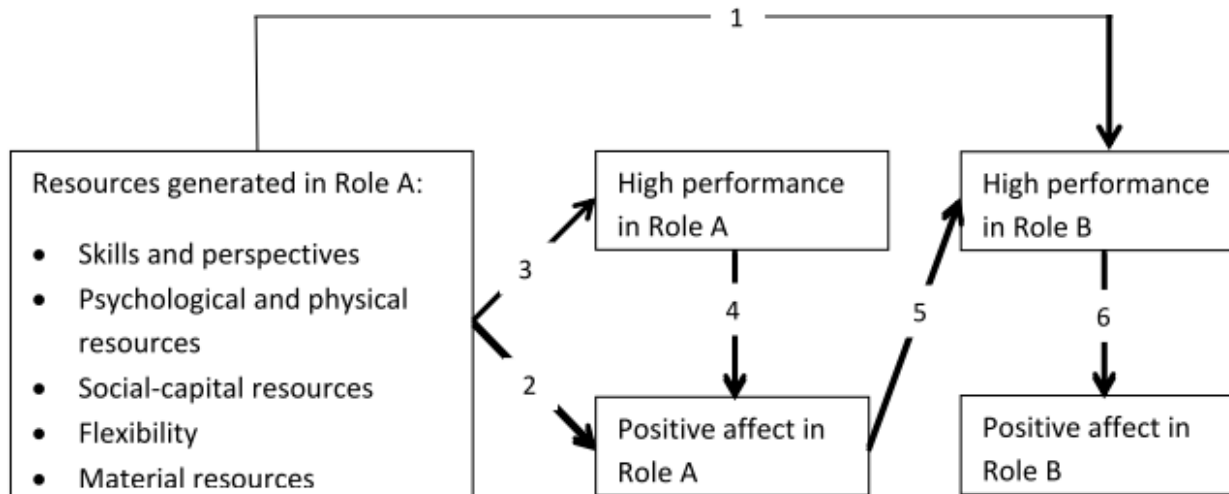 1
Resources generated in Role A:
• Skills and perspectives
• Psychological and physical
resources
• Social-capital resources
• Flexibility
• Material resources
3
2
High performance
in Role A
4
Positive affect in
Role A
5
High performance
in Role B
6
Positive affect in
Role B